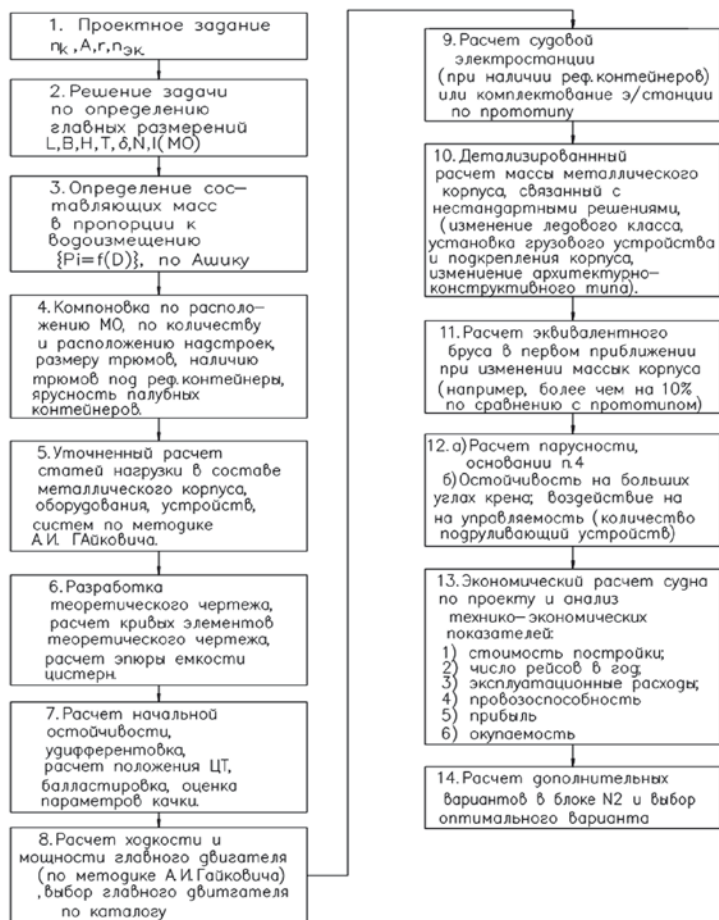 1. Проектное задание
nк, A, r, nэк.
2. Решение задачи
по определению
главных размерений
L,B,H,T,δ,N,l(МО)
3. Определение сос-
тавляющих масс
в пропорции к
водоизмещению
{Pi=f(D)}, по Ашику
4. Компоновка по располо-
жению МО, по количеству
и расположению надстроек,
размеру трюмов, наличию
трюмов под реф.контейнеры,
ярусность палубных
контейнеров.
5. Уточненный расчет
статей нагрузки в составе
металлического корпуса,
оборудования, устройств,
систем по методике
А.И. ГАйковича.
6. Разработка
теоретического чертежа,
расчет кривых элементов
теоретического чертежа,
расчет эпюры емкости
цистерн.
7. Расчет начальной
остойчивости,
удифферентовка,
расчет положения ЦТ,
балластировка, оценка
параметров качки.
8. Расчет ходкости и
мощности главного двигателя
(по методике А.И.Гайковича)
,выбор главного двитгателя
по каталогу
9. Расчет судовой
электростанции
(при наличии реф.контейнеров)
или комплектование э/станции
по прототипу
10. Детализированнный
расчет массы металлического
корпуса, связанный с
нестандартными решениями,
(изменение ледового класса,
установка грузового устройства
и подкрепления корпуса,
измениение архитектурно-
конструктивного типа).
11. Расчет эквивалентного
бруса в первом приближении
при изменении массык корпуса
(например, более чем на 10%
по сравнению с прототипом)
12. а) Расчет парусности,
основании п.4
б) Остойчивость на больших
углах крена; воздействие на
на управляемость (количество
подруливающий устройств)
13. Экономический расчет судна
по проекту и анализ
технико-экономических
показателей:
1) стоимость постройки;
2) число рейсов в год;
3) эксплуатационные расходы;
4) провозоспособность
5) прибыль
6) окупаемость
14. Расчет дополнительных
вариантов в блоке N2 и выбор
оптимального варианта